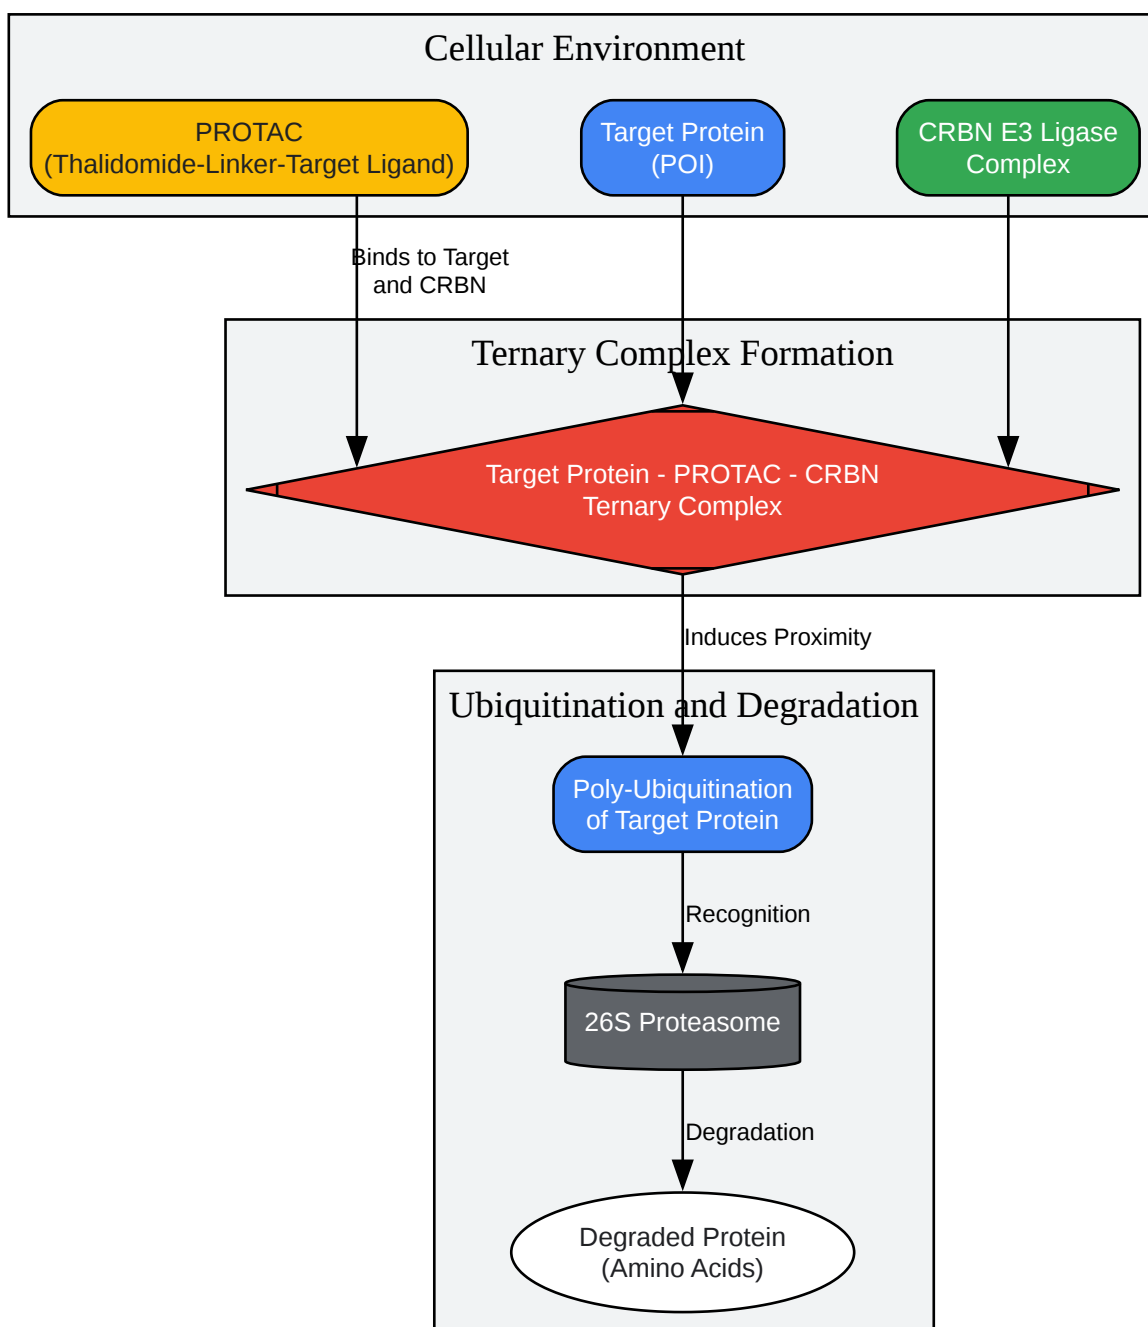 Cellular Environment
PROTAC
(Thalidomide-Linker-Target Ligand)
Target Protein
(POI)
CRBN E3 Ligase
Complex
Binds to Target
and CRBN
Ternary Complex Formation
Target Protein - PROTAC - CRBN
Ternary Complex
Induces Proximity
Ubiquitination and Degradation
Poly-Ubiquitination
of Target Protein
Recognition
26S Proteasome
Degradation
Degraded Protein
(Amino Acids)